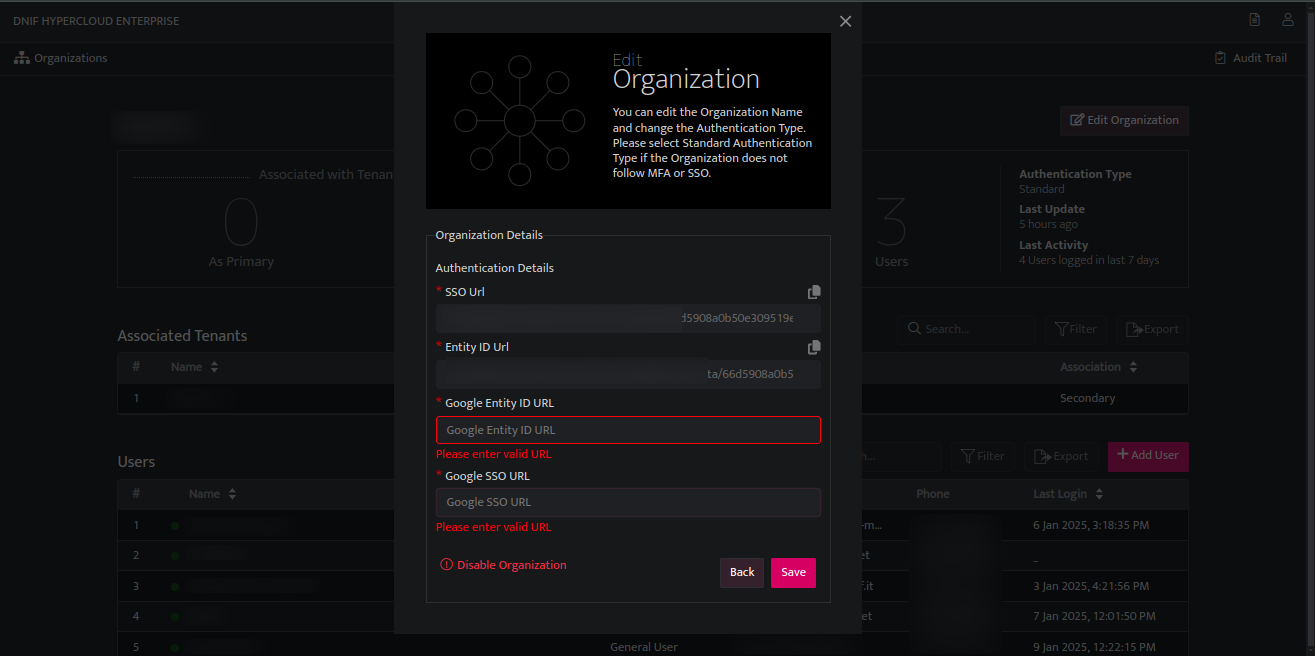 DNIF HYPERCLOUD ENTERPRISE
Organizations
Audit Trail
Edit Organization
Associated with Tenan
0
As Primary
3
Users
Authentication Type
Standard
Last Update
5 hours ago
Last Activity
4 Users logged in last 7 days
Edit
Organization
You can edit the Organization Name
and change the Authentication Type.
Please select Standard Authentication
Type if the Organization does not
follow MFA or SSO.
Organization Details
Authentication Details
* SSO Url
d5908a0b50e309519e
* Entity ID Url
ta/66d5908a0b5
* Google Entity ID URL
Google Entity ID URL
Please enter valid URL
* Google SSO URL
Google SSO URL
Please enter valid URL
Disable Organization
Back
Save
Associated Tenants
Search...
Filter
Export
# Name Association
1 Secondary
Users
h...
Filter
Export
+ Add User
# Name Phone Last Login
1 -m... 6 Jan 2025, 3:18:35 PM
2 et _
3 f.it 3 Jan 2025, 4:21:56 PM
4 et 7 Jan 2025, 12:01:50 PM
5 General User 9 Jan 2025, 12:22:15 PM